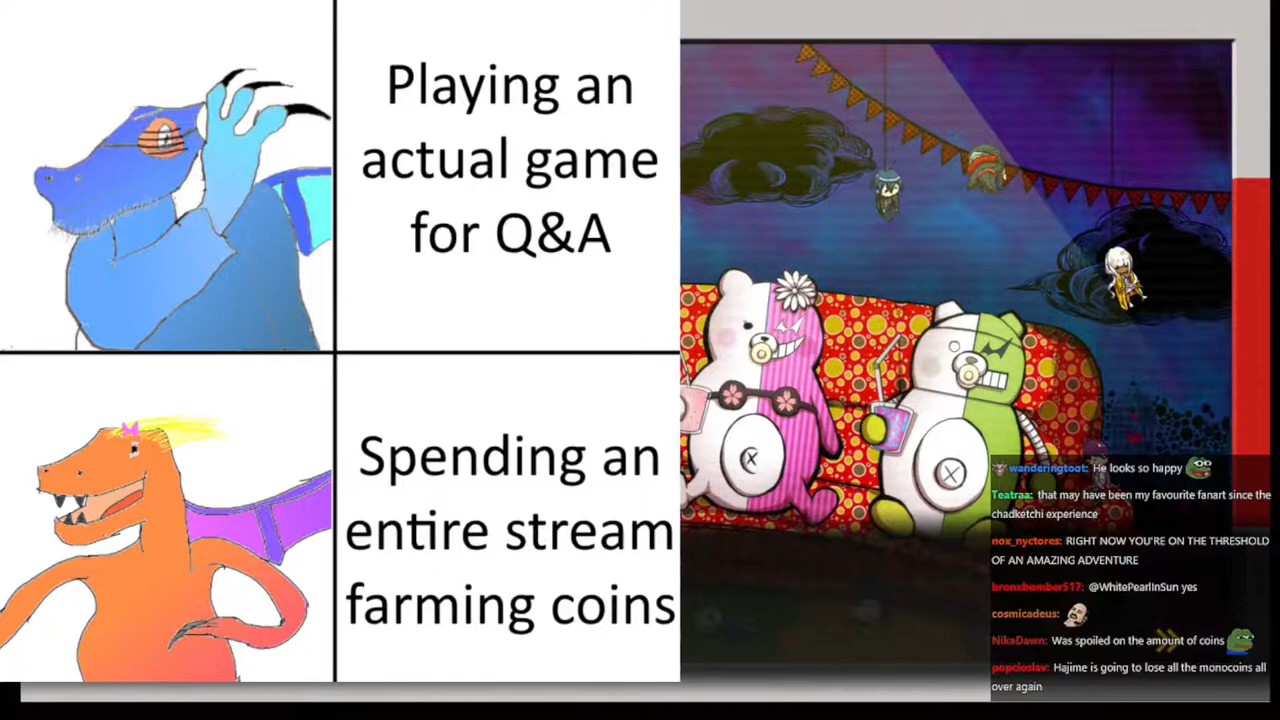 Playing an
actual game
for Q&A
Spending an
entire stream
farming coins
wanderingtoot: He looks so happy
Teatraa: that may have been my favourite fanart since the
chadketchi experience
nox_nyctores: RIGHT NOW YOU'RE ON THE THRESHOLD
OF AN AMAZING ADVENTURE
bronxbomber517: @WhitePearlInSun yes
cosmicadeus:
NikaDawn: Was spoiled on the amount of coins
popcioslav: Hajime is going to lose all the monocoins all
over again